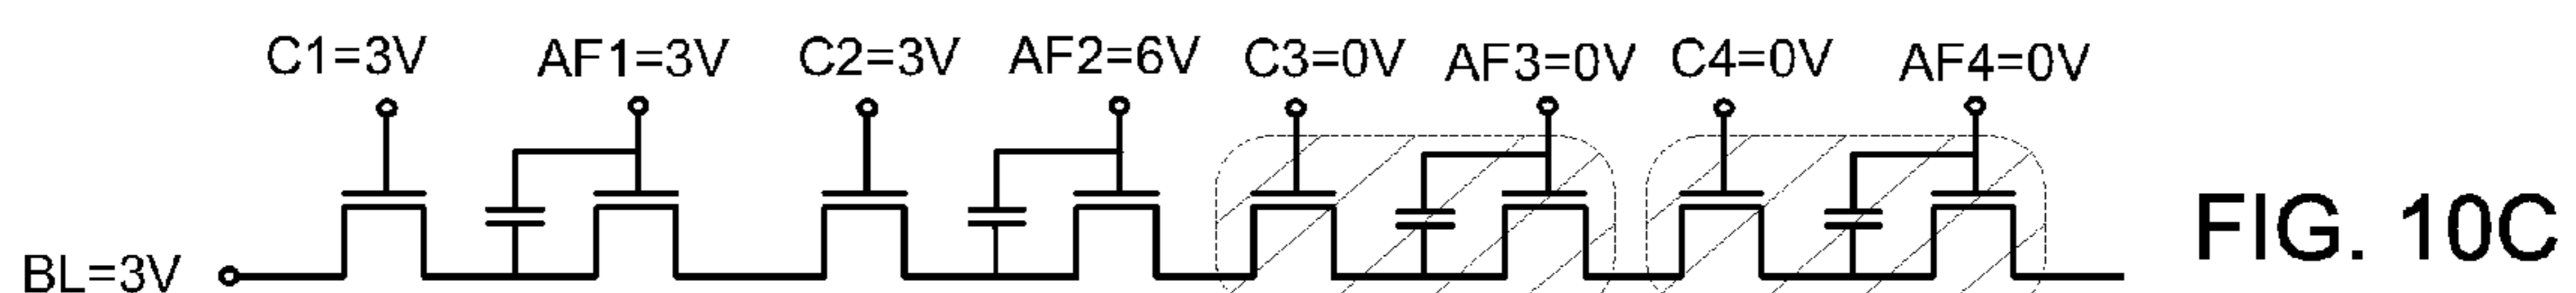 C1=3V AF1=3V C2=3V AF2=6V C3=0V AF3=0V C4=0V AF4=0V
BL=3V
FIG. 10C